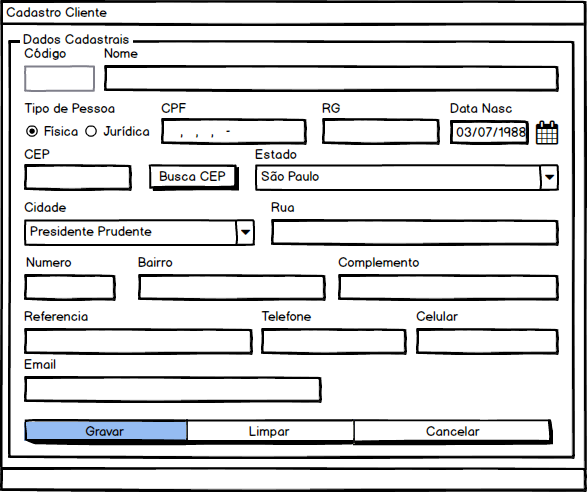 Cadastro Cliente
Dados Cadastrais
Código Nome
Tipo de Pessoa CPF RG Data Nasc
Física Jurídica , , , - 03/07/1988
CEP Estado
Busca CEP São Paulo
Cidade Rua
Presidente Prudente
Numero Bairro Complemento
Referencia Telefone Celular
Email
Gravar Limpar Cancelar